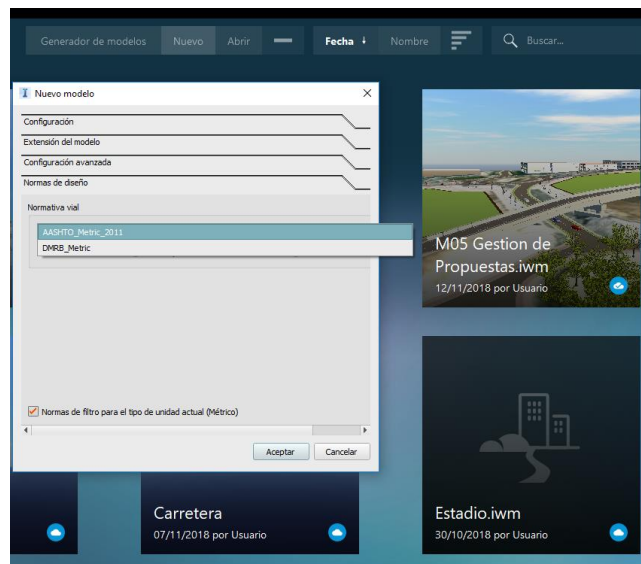 Generador de modelos Nuevo Abrir Fecha Nombre Buscar...
Nuevo modelo
Configuración
Extensión del modelo
Configuración avanzada
Normas de diseño
Normativa vial
AASHTO_Metric_2011
DMRB_Metric
Normas de filtro para el tipo de unidad actual (Métrico)
Aceptar Cancelar
M05 Gestion de
Propuestas.iwm
12/11/2018 por Usuario
Carretera
07/11/2018 por Usuario
Estadio.iwm
30/10/2018 por Usuario